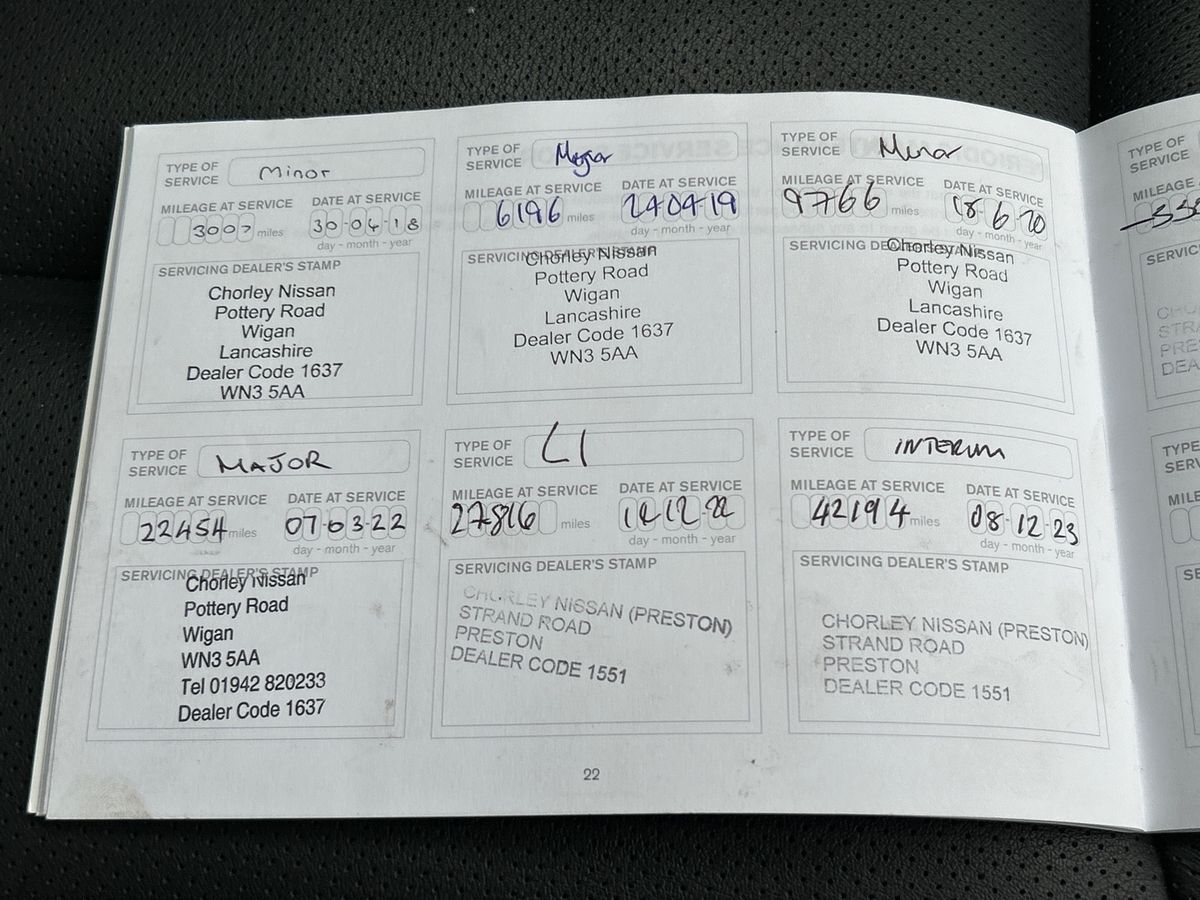 TYPE OF SERVICE Minor
MILEAGE AT SERVICE DATE AT SERVICE
3007 miles 30-04-18
day - month - year
SERVICING DEALER'S STAMP
Chorley Nissan
Pottery Road
Wigan
Lancashire
Dealer Code 1637
WN3 5AA
TYPE OF SERVICE Major
MILEAGE AT SERVICE DATE AT SERVICE
6196 miles 240419
day - month - year
SERVICING DEALER'S STAMP
Chorley Nissan
Pottery Road
Wigan
Lancashire
Dealer Code 1637
WN3 5AA
TYPE OF SERVICE Minor
MILEAGE AT SERVICE DATE AT SERVICE
9766 miles 18-6-20
day - month - year
SERVICING DEALER'S STAMP
Chorley Nissan
Pottery Road
Wigan
Lancashire
Dealer Code 1637
WN3 5AA
TYPE OF SERVICE MAJOR
MILEAGE AT SERVICE DATE AT SERVICE
22454 miles 07-03-22
day - month - year
SERVICING DEALER'S STAMP
Chorley Nissan
Pottery Road
Wigan
WN3 5AA
Tel 01942 820233
Dealer Code 1637
TYPE OF SERVICE
MILEAGE AT SERVICE DATE AT SERVICE
27816 miles
day - month - year
SERVICING DEALER'S STAMP
CHORLEY NISSAN (PRESTON)
STRAND ROAD
PRESTON
DEALER CODE 1551
TYPE OF SERVICE INTERIM
MILEAGE AT SERVICE DATE AT SERVICE
42194 miles 08-12-23
day - month - year
SERVICING DEALER'S STAMP
CHORLEY NISSAN (PRESTON)
STRAND ROAD
PRESTON
DEALER CODE 1551
22
TYPE OF
SERVICE